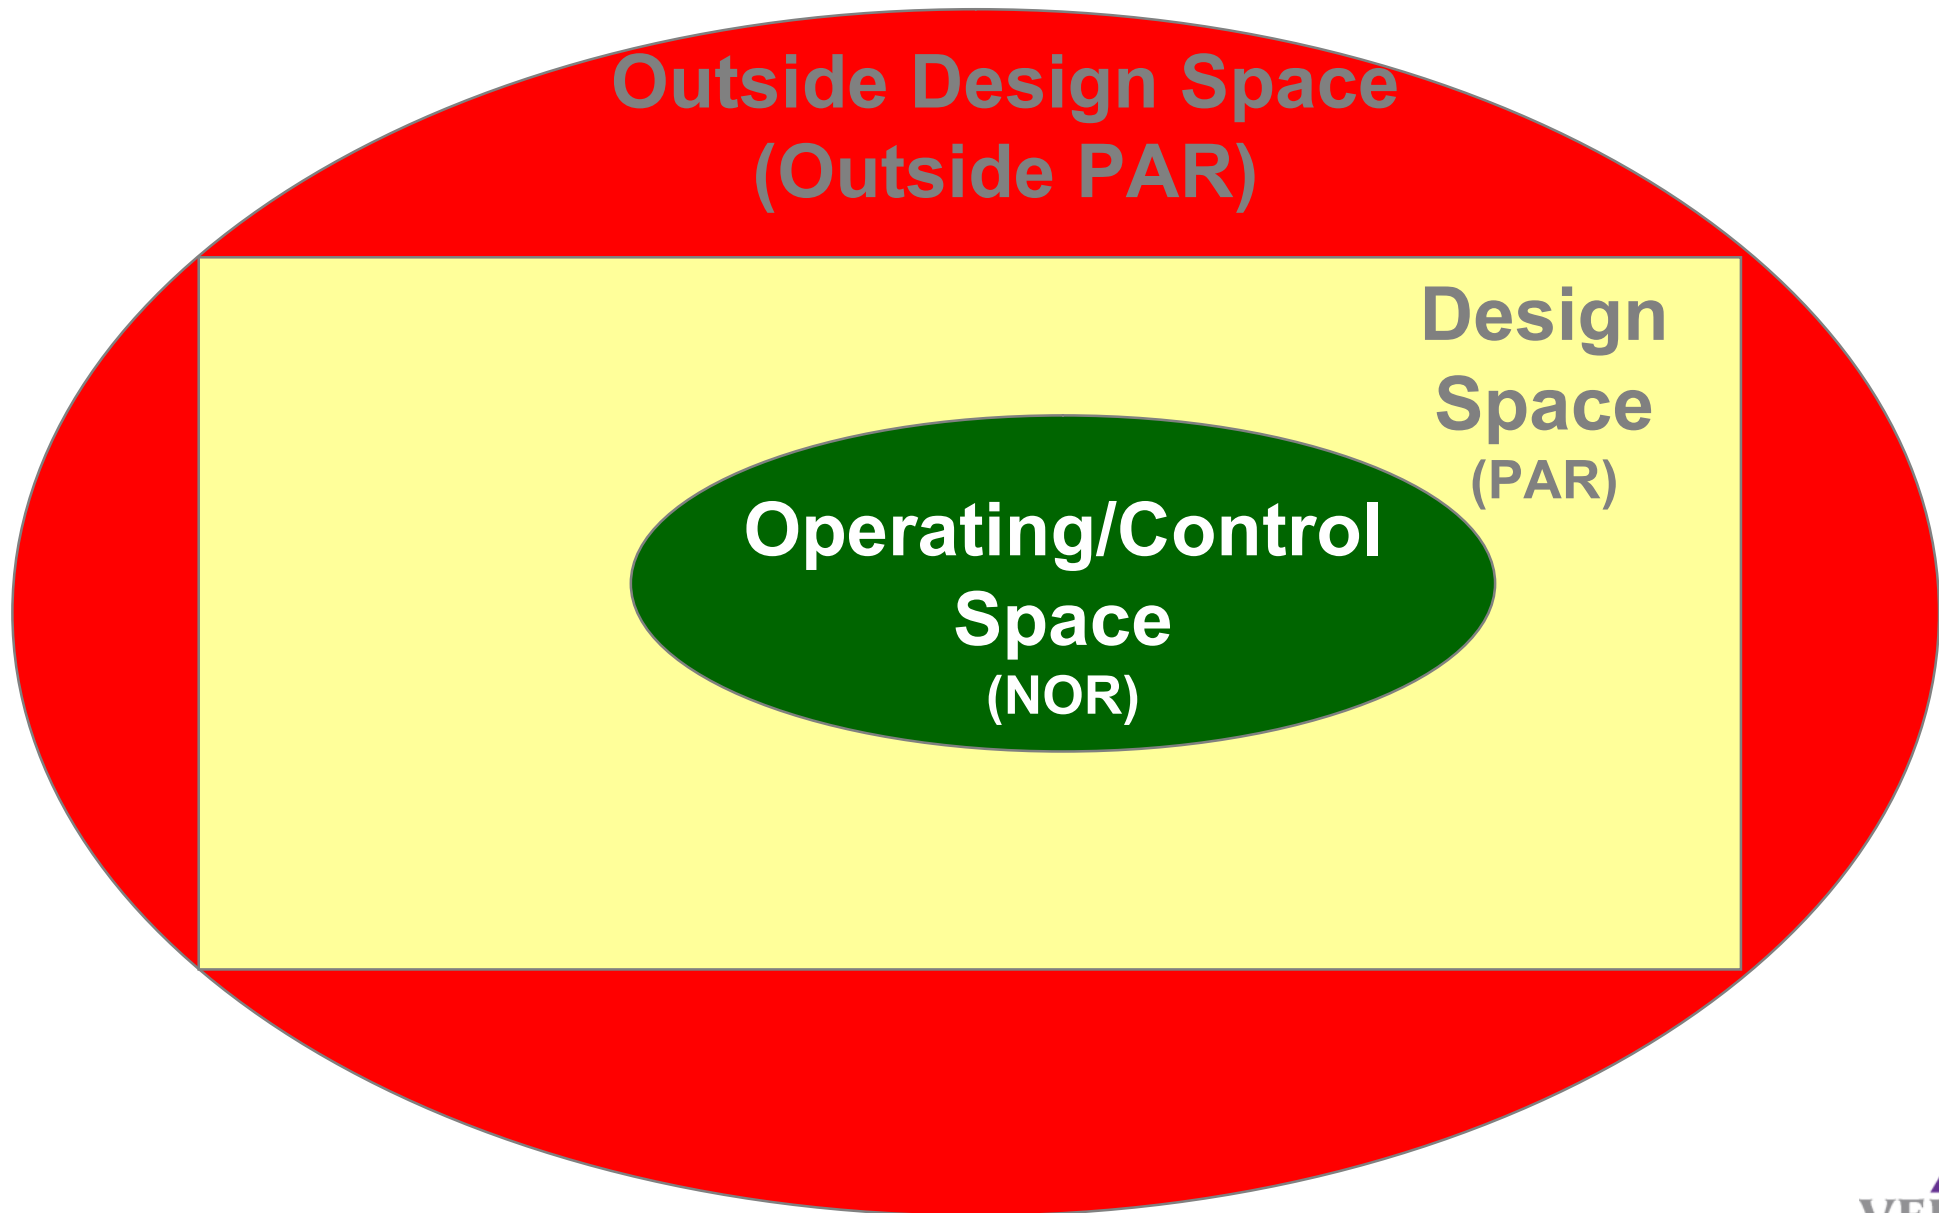 Outside Design Space
(Outside PAR)
Design
Space
(PAR)
Operating/Control
Space
(NOR)